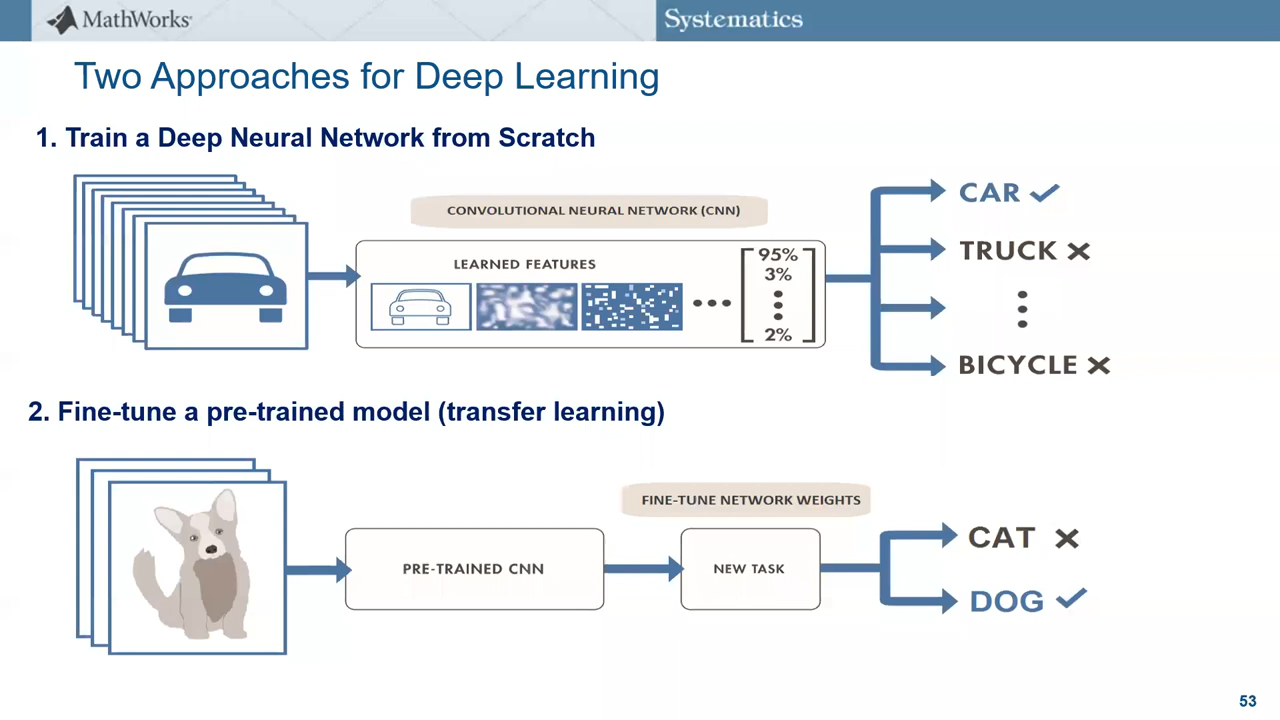 MathWorks
Systematics
Two Approaches for Deep Learning
1. Train a Deep Neural Network from Scratch
CONVOLUTIONAL NEURAL NETWORK (CNN)
LEARNED FEATURES
95%
3%
2%
CAR
TRUCK
BICYCLE
2. Fine-tune a pre-trained model (transfer learning)
FINE-TUNE NETWORK WEIGHTS
PRE-TRAINED CNN
NEW TASK
CAT
DOG
53